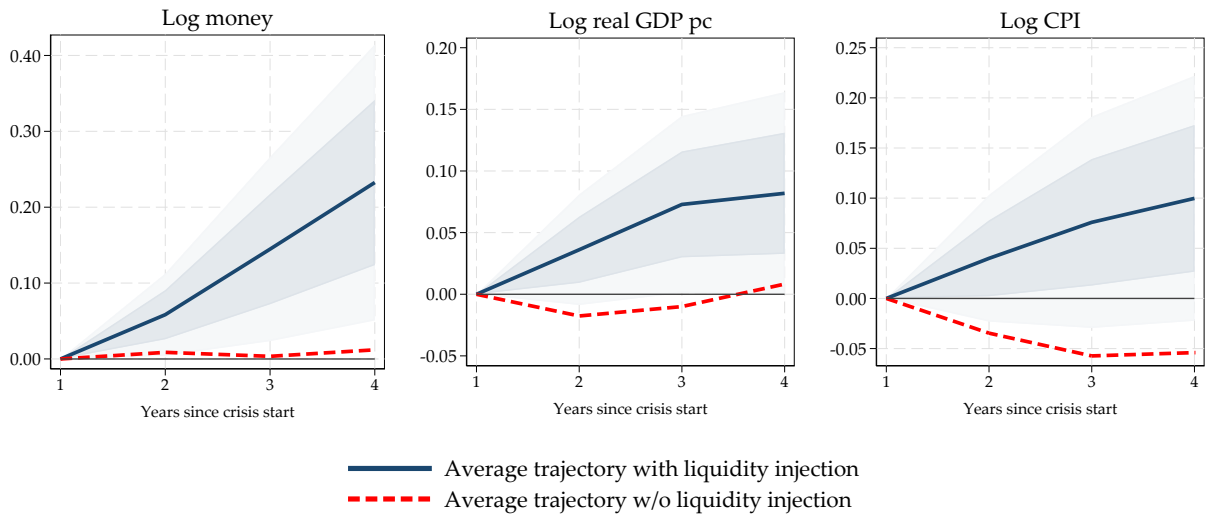 Log money
0.40
0.30
0.20
0.10
0.00
1 2 3 4
Years since crisis start
Log real GDP pc
0.20
0.15
0.10
0.05
0.00
-0.05
1 2 3 4
Years since crisis start
Log CPI
0.25
0.20
0.15
0.10
0.05
0.00
-0.05
1 2 3 4
Years since crisis start
Average trajectory with liquidity injection
Average trajectory w/o liquidity injection